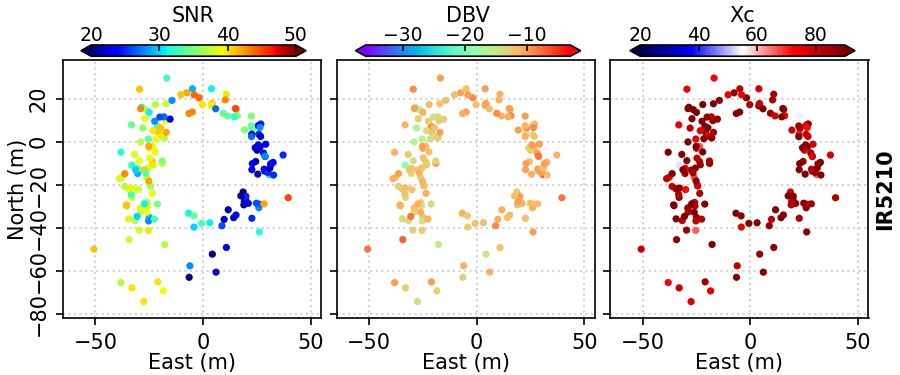 SNR DBV Xc
20 30 40 50 −30 −20 −10 20 40 60 80
20
0
−20
−40
−60
−80
North (m)
IR5210
−50 0 50 −50 0 50 −50 0 50
East (m) East (m) East (m)